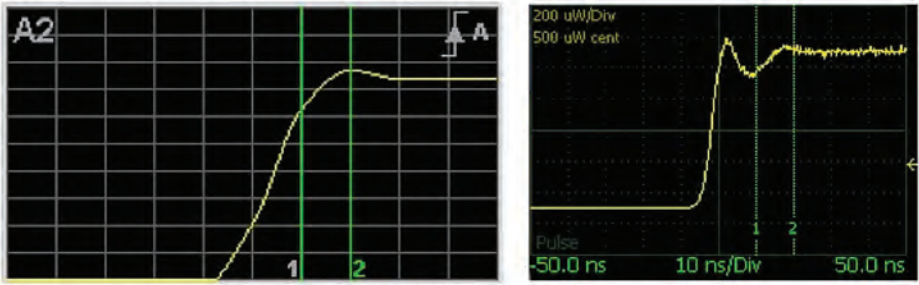 A2
A
1
2
200 uW/Div
500 uW cent
1
2
Pulse
-50.0 ns
10 ns/Div
50.0 ns